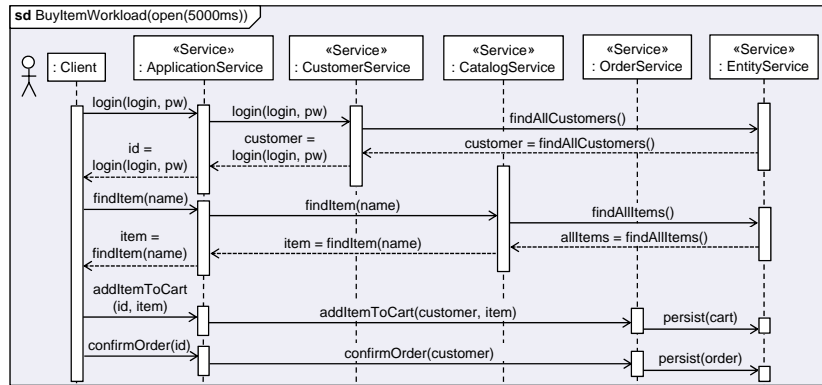 sd BuyItemWorkload(open(5000ms))
: Client
«Service»
: ApplicationService
«Service»
: CustomerService
«Service»
: CatalogService
«Service»
: OrderService
«Service»
: EntityService
login(login, pw)
login(login, pw)
findAllCustomers()
customer = findAllCustomers()
customer =
login(login, pw)
id =
login(login, pw)
findItem(name)
findItem(name)
findAllItems()
allItems = findAllItems()
item = findItem(name)
item =
findItem(name)
addItemToCart
(id, item)
addItemToCart(customer, item)
persist(cart)
confirmOrder(id)
confirmOrder(customer)
persist(order)